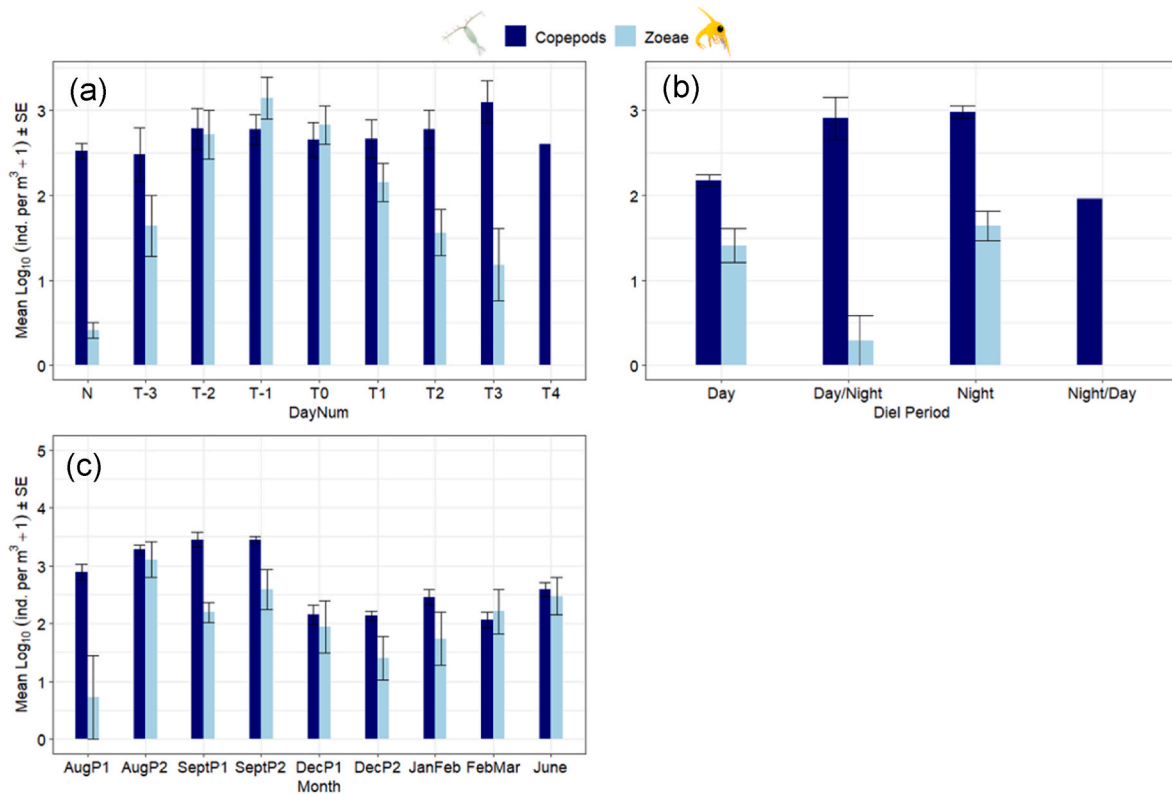 Copepods Zoeae
(a)
Mean Log₁₀ (ind. per m³ + 1) ± SE
3
2
1
0
N T-3 T-2 T-1 T0 T1 T2 T3 T4
DayNum
(b)
3
2
1
0
Day Day/Night Night Night/Day
Diel Period
(c)
Mean Log₁₀ (ind. per m³ + 1) ± SE
5
4
3
2
1
0
AugP1 AugP2 SeptP1 SeptP2 DecP1 DecP2 JanFeb FebMar June
Month